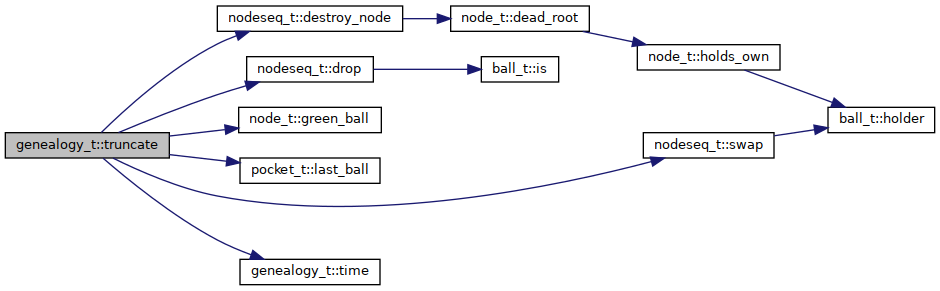 genealogy_t::truncate
nodeseq_t::destroy_node
node_t::dead_root
node_t::holds_own
ball_t::holder
nodeseq_t::drop
ball_t::is
node_t::green_ball
pocket_t::last_ball
nodeseq_t::swap
genealogy_t::time